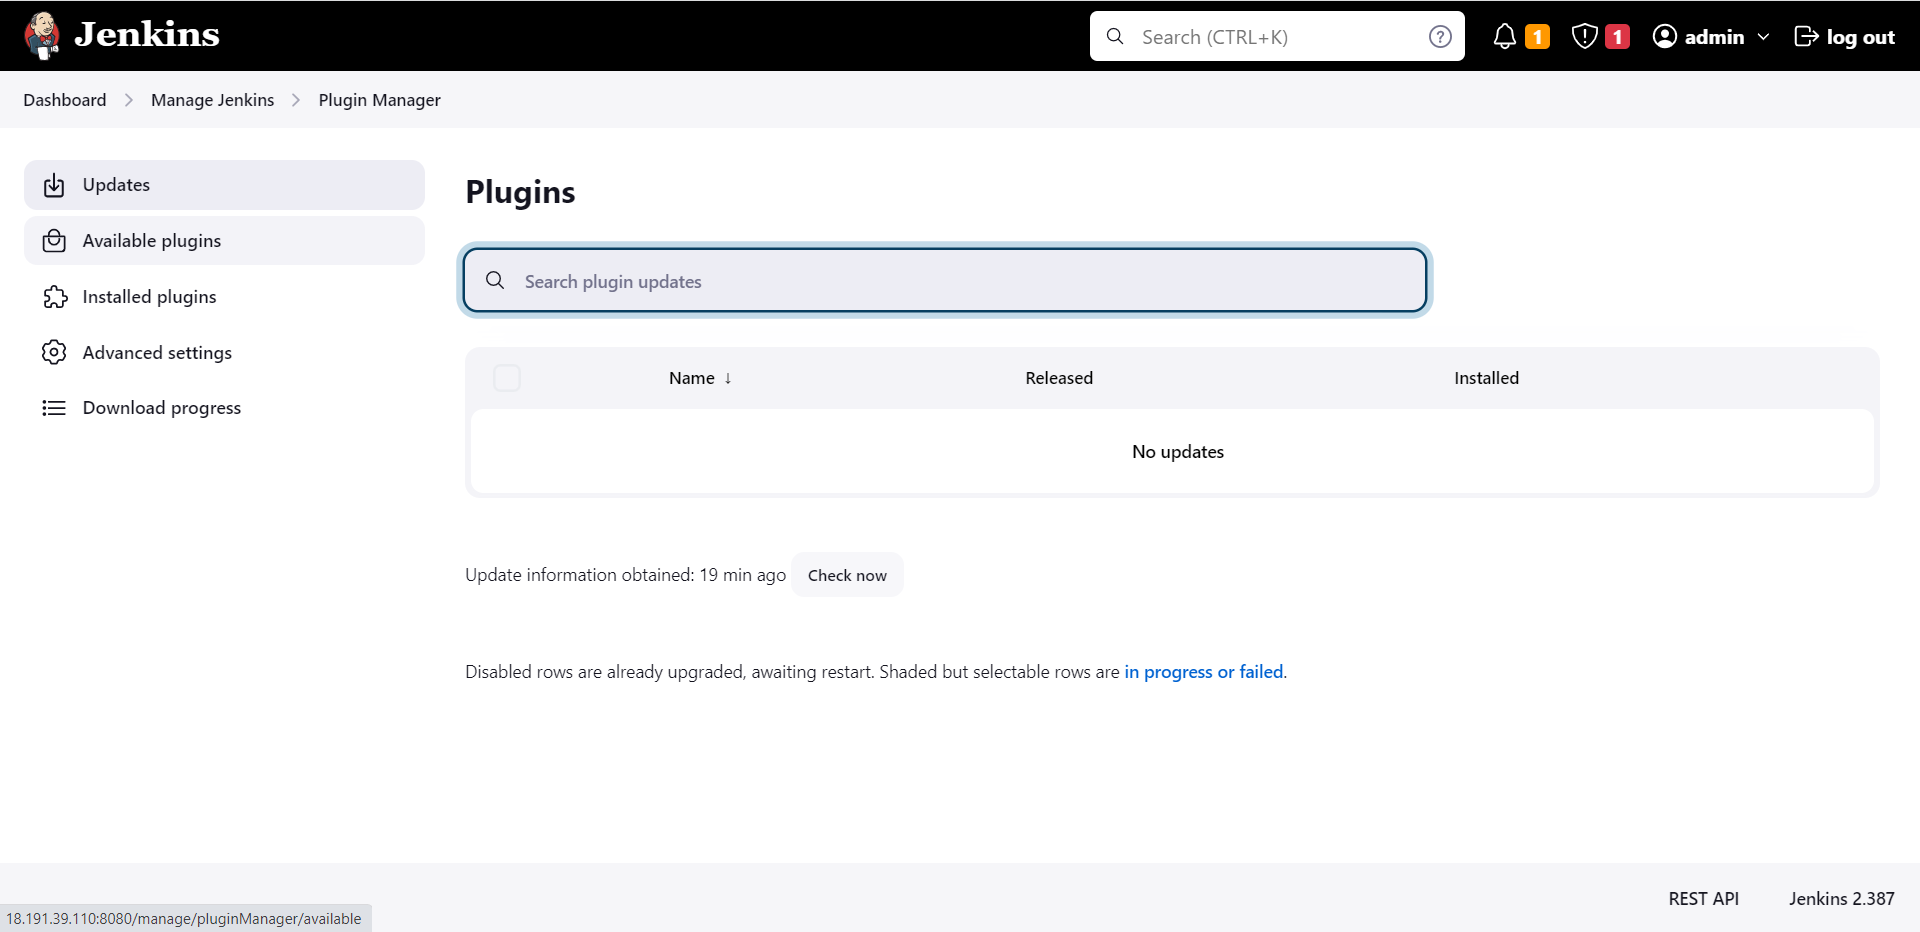 Jenkins
Search (CTRL+K)
?
1
1
admin
log out
Dashboard
Manage Jenkins
Plugin Manager
Updates
Available plugins
Installed plugins
Advanced settings
Download progress
Plugins
Search plugin updates
Name ↓ Released Installed
No updates
Update information obtained: 19 min ago Check now
Disabled rows are already upgraded, awaiting restart. Shaded but selectable rows are in progress or failed.
REST API Jenkins 2.387
18.191.39.110:8080/manage/pluginManager/available